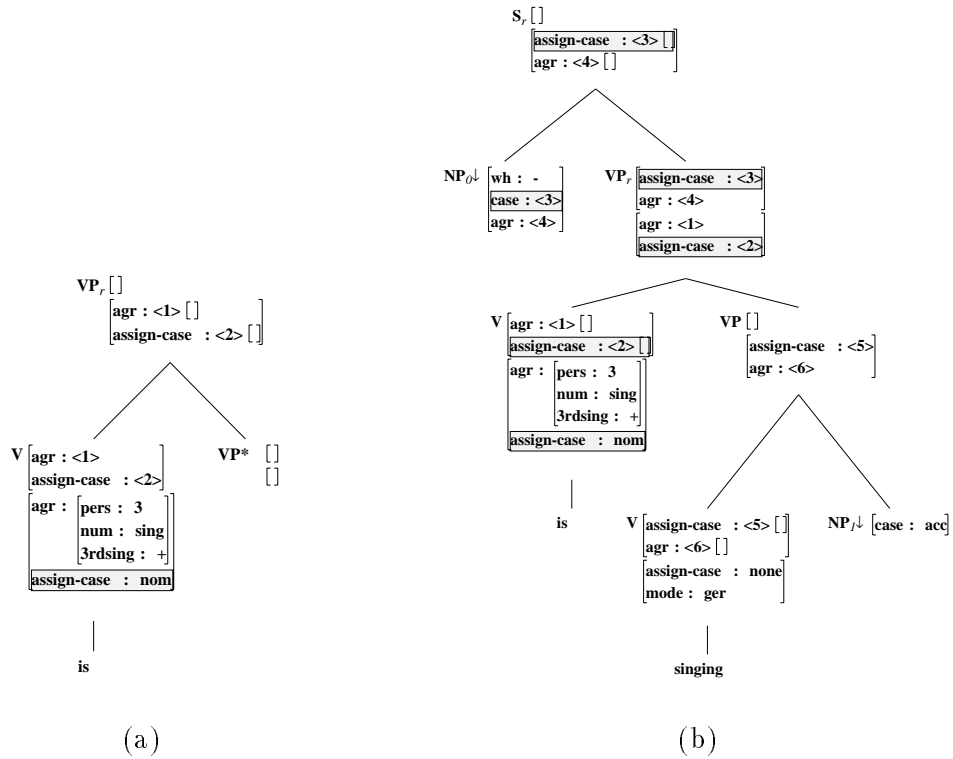 VP_r [ ]
agr : <1> [ ]
assign-case : <2> [ ]
V agr : <1>
assign-case : <2>
agr : pers : 3
num : sing
3rdsing : +
assign-case : nom
VP* [ ]
[ ]
is
(a)
S_r [ ]
assign-case : <3> [ ]
agr : <4> [ ]
NP_0↓ wh : -
case : <3>
agr : <4>
VP_r assign-case : <3>
agr : <4>
agr : <1>
assign-case : <2>
V agr : <1> [ ]
assign-case : <2> [ ]
agr : pers : 3
num : sing
3rdsing : +
assign-case : nom
is
VP [ ]
assign-case : <5>
agr : <6>
V assign-case : <5> [ ]
agr : <6> [ ]
assign-case : none
mode : ger
singing
NP_1↓ [case : acc]
(b)